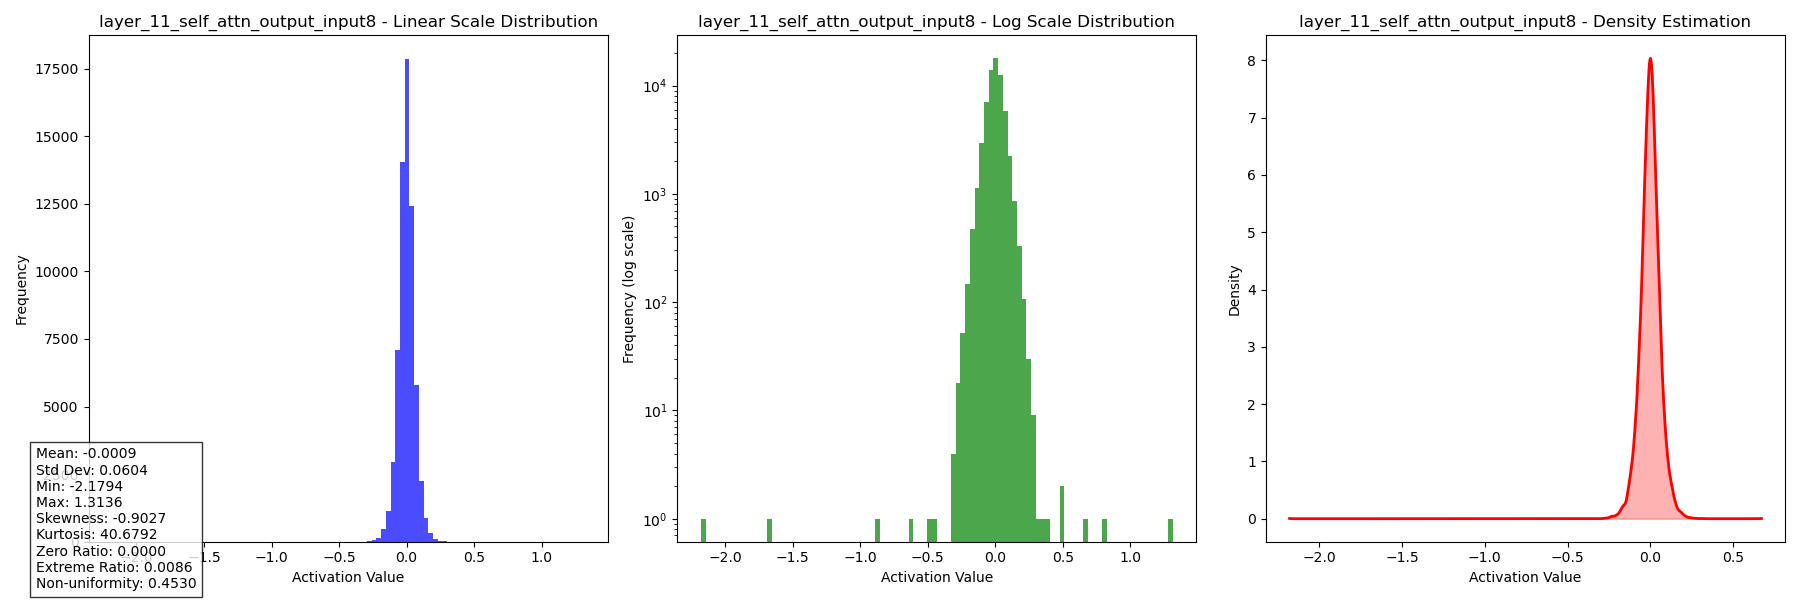 layer_11_self_attn_output_input8 - Linear Scale Distribution
17500
15000
12500
10000
7500
5000
2500
0
Frequency
−2.0
−1.5
−1.0
−0.5
0.0
0.5
1.0
Activation Value
Mean: -0.0009
Std Dev: 0.0604
Min: -2.1794
Max: 1.3136
Skewness: -0.9027
Kurtosis: 40.6792
Zero Ratio: 0.0000
Extreme Ratio: 0.0086
Non-uniformity: 0.4530
layer_11_self_attn_output_input8 - Log Scale Distribution
10⁴
10³
10²
10¹
10⁰
Frequency (log scale)
−2.0
−1.5
−1.0
−0.5
0.0
0.5
1.0
Activation Value
layer_11_self_attn_output_input8 - Density Estimation
8
7
6
5
4
3
2
1
0
Density
−2.0
−1.5
−1.0
−0.5
0.0
0.5
Activation Value